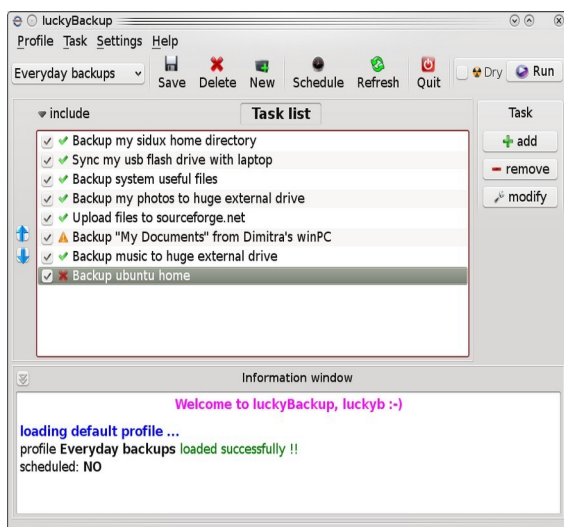 luckyBackup
Profile Task Settings Help
Everyday backups Save Delete New Schedule Refresh Quit Dry Run
include Task list Task
Backup my sidux home directory
Sync my usb flash drive with laptop
Backup system useful files
Backup my photos to huge external drive
Upload files to sourceforge.net
Backup "My Documents" from Dimitra's winPC
Backup music to huge external drive
Backup ubuntu home
add
remove
modify
Information window
Welcome to luckyBackup, luckyb :-)
loading default profile ...
profile Everyday backups loaded successfully !!
scheduled: NO